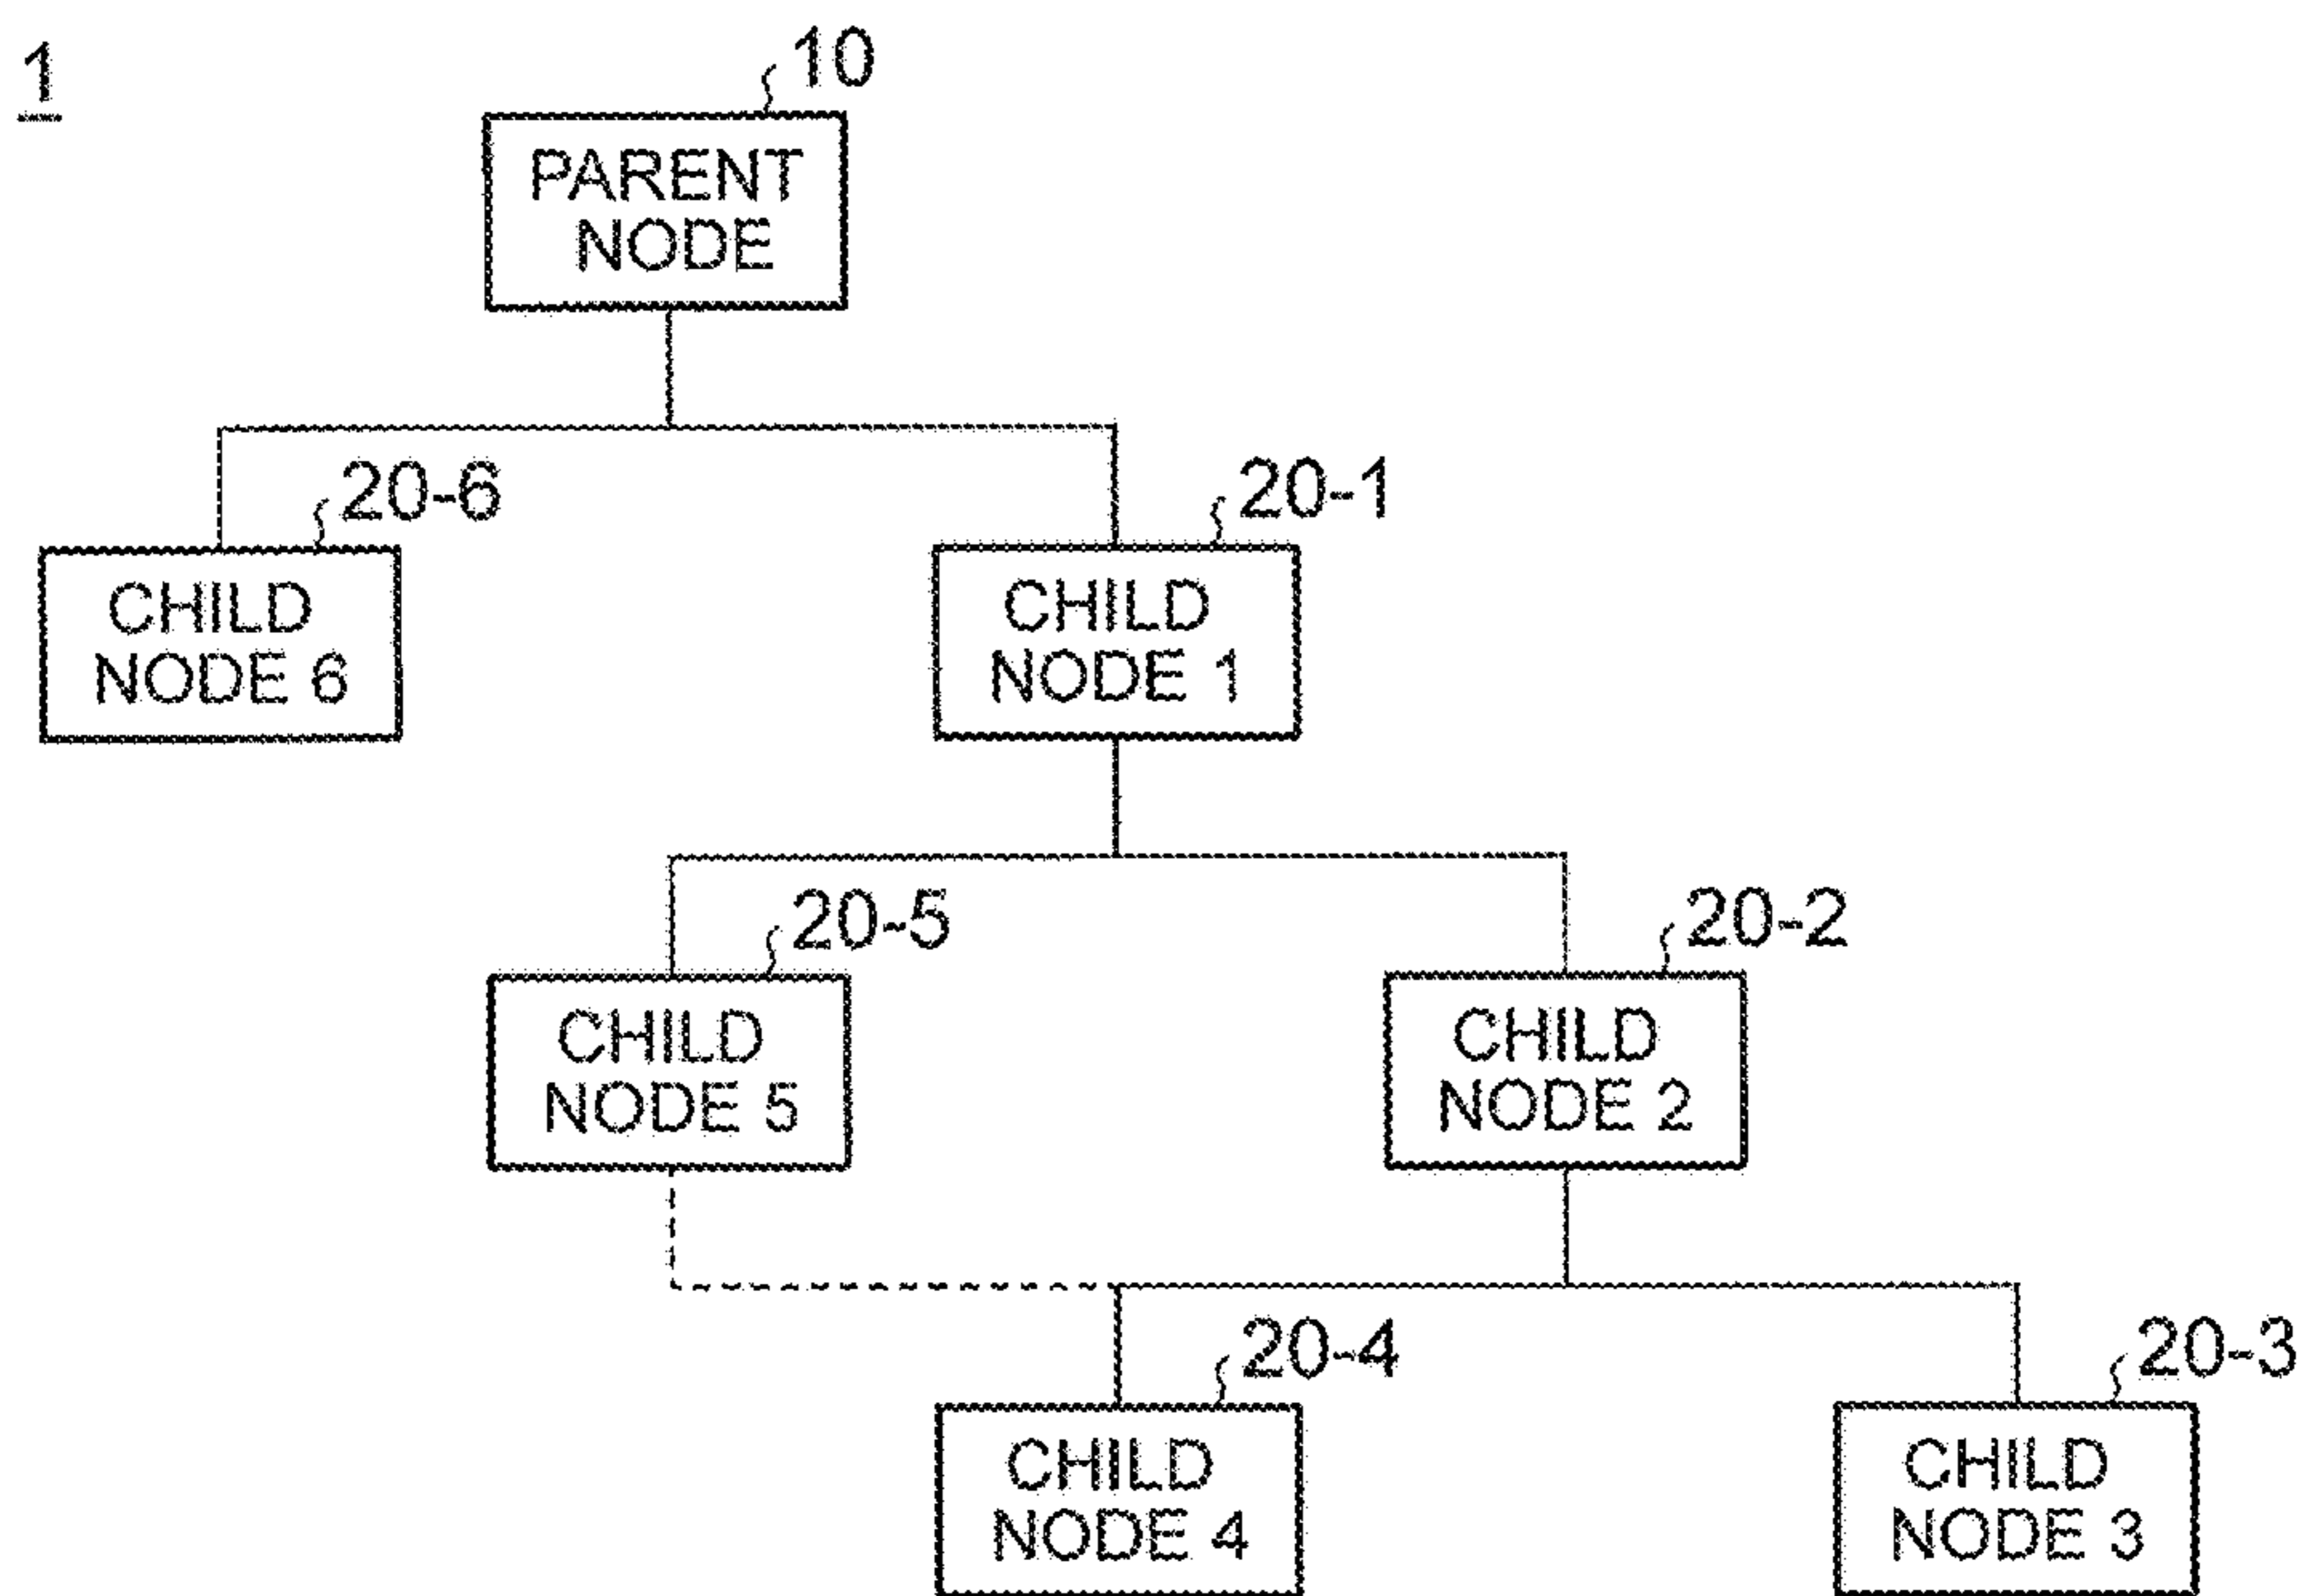 1
10
PARENT
NODE
20-6
20-1
CHILD
NODE 6
CHILD
NODE 1
20-5
20-2
CHILD
NODE 5
CHILD
NODE 2
20-4
20-3
CHILD
NODE 4
CHILD
NODE 3